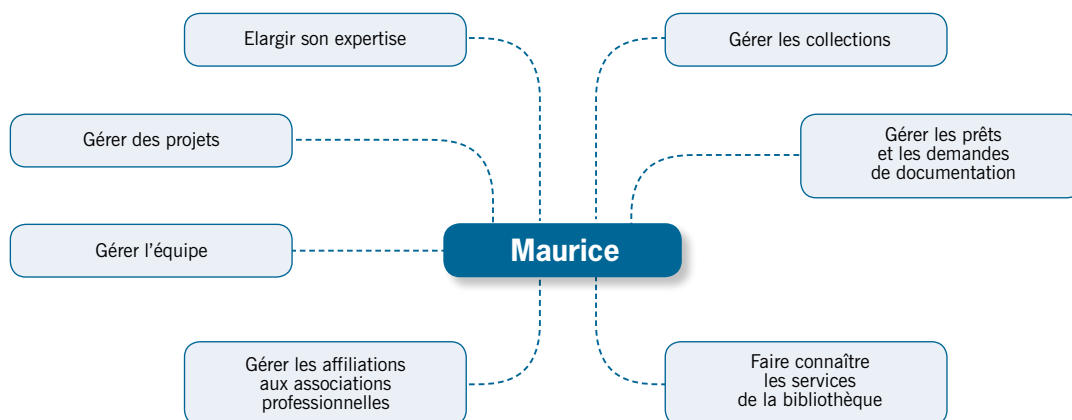 Elargir son expertise
Gérer les collections
Gérer des projets
Gérer les prêts
et les demandes
de documentation
Maurice
Gérer l'équipe
Gérer les affiliations
aux associations
professionnelles
Faire connaître
les services
de la bibliothèque